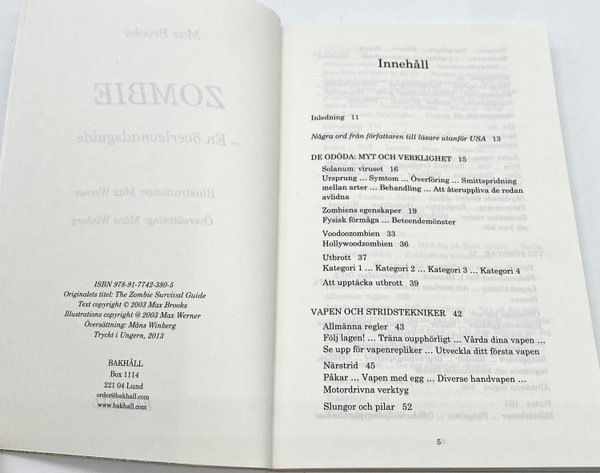 ISBN 978-91-7742-380-5
Originalets titel: The Zombie Survival Guide
Text copyright © 2003 Max Brooks
Illustrations copyright @ 2003 Max Werner
Översättning: Måns Winberg
Tryckt i Ungern, 2013
BAKHÅLL
Box 1114
221 04 Lund
order@bakhall.com
www.bakhall.com
Innehåll
Inledning 11
Några ord från författaren till läsare utanför USA 13
DE ODÖDA: MYT OCH VERKLIGHET 15
Solanum: viruset 16
Ursprung ... Symtom ... Överföring ... Smittspridning
mellan arter ... Behandling ... Att återuppliva de redan
avlidna
Zombiens egenskaper 19
Fysisk förmåga ... Beteendemönster
Voodoozombien 33
Hollywoodzombien 36
Utbrott 37
Kategori 1 ... Kategori 2 ... Kategori 3 ... Kategori 4
Att upptäcka utbrott 39
VAPEN OCH STRIDSTEKNIKER 42
Allmänna regler 43
Följ lagen! ... Träna oupphörligt ... Vårda dina vapen ...
Se upp för vapenrepliker ... Utveckla ditt första vapen
Närstrid 45
Påkar ... Vapen med egg ... Diverse handvapen ...
Motordrivna verktyg
Slungor och pilar 52
5